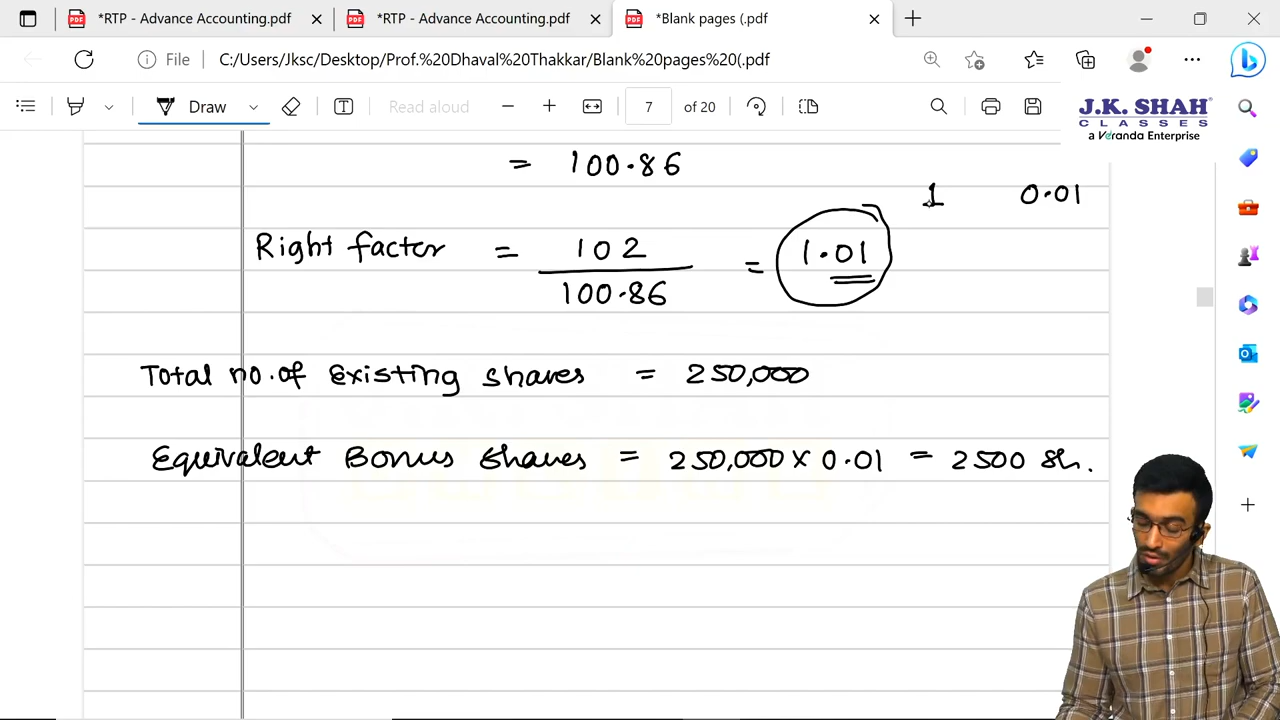 *RTP - Advance Accounting.pdf *RTP - Advance Accounting.pdf *Blank pages (.pdf
File C:/Users/Jksc/Desktop/Prof.%20Dhaval%20Thakkar/Blank%20pages%20(.pdf
Draw Read aloud 7 of 20
J.K. SHAH
CLASSES
a Veranda Enterprise
= 100.86
1 0.01
Right factor = 102 / 100.86 = 1.01
Total no. of existing shares = 250,000
Equivalent Bonus shares = 250,000 x 0.01 = 2500 sh.